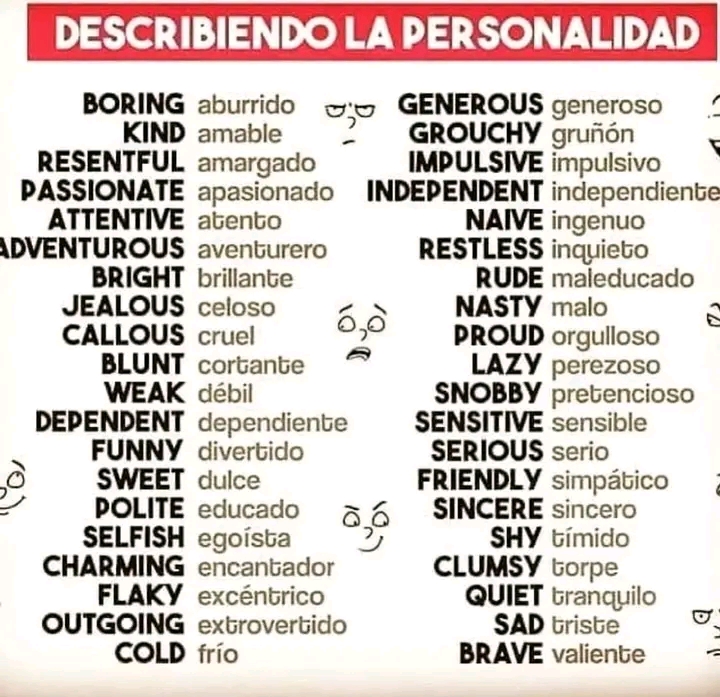 DESCRIBIENDO LA PERSONALIDAD
BORING aburrido
KIND amable
RESENTFUL amargado
PASSIONATE apasionado
ATTENTIVE atento
ADVENTUROUS aventurero
BRIGHT brillante
JEALOUS celoso
CALLOUS cruel
BLUNT cortante
WEAK débil
DEPENDENT dependiente
FUNNY divertido
SWEET dulce
POLITE educado
SELFISH egoísta
CHARMING encantador
FLAKY excéntrico
OUTGOING extrovertido
COLD frío
GENEROUS generoso
GROUCHY gruñón
IMPULSIVE impulsivo
INDEPENDENT independiente
NAIVE ingenuo
RESTLESS inquieto
RUDE maleducado
NASTY malo
PROUD orgulloso
LAZY perezoso
SNOBBY pretencioso
SENSITIVE sensible
SERIOUS serio
FRIENDLY simpático
SINCERE sincero
SHY tímido
CLUMSY torpe
QUIET tranquilo
SAD triste
BRAVE valiente